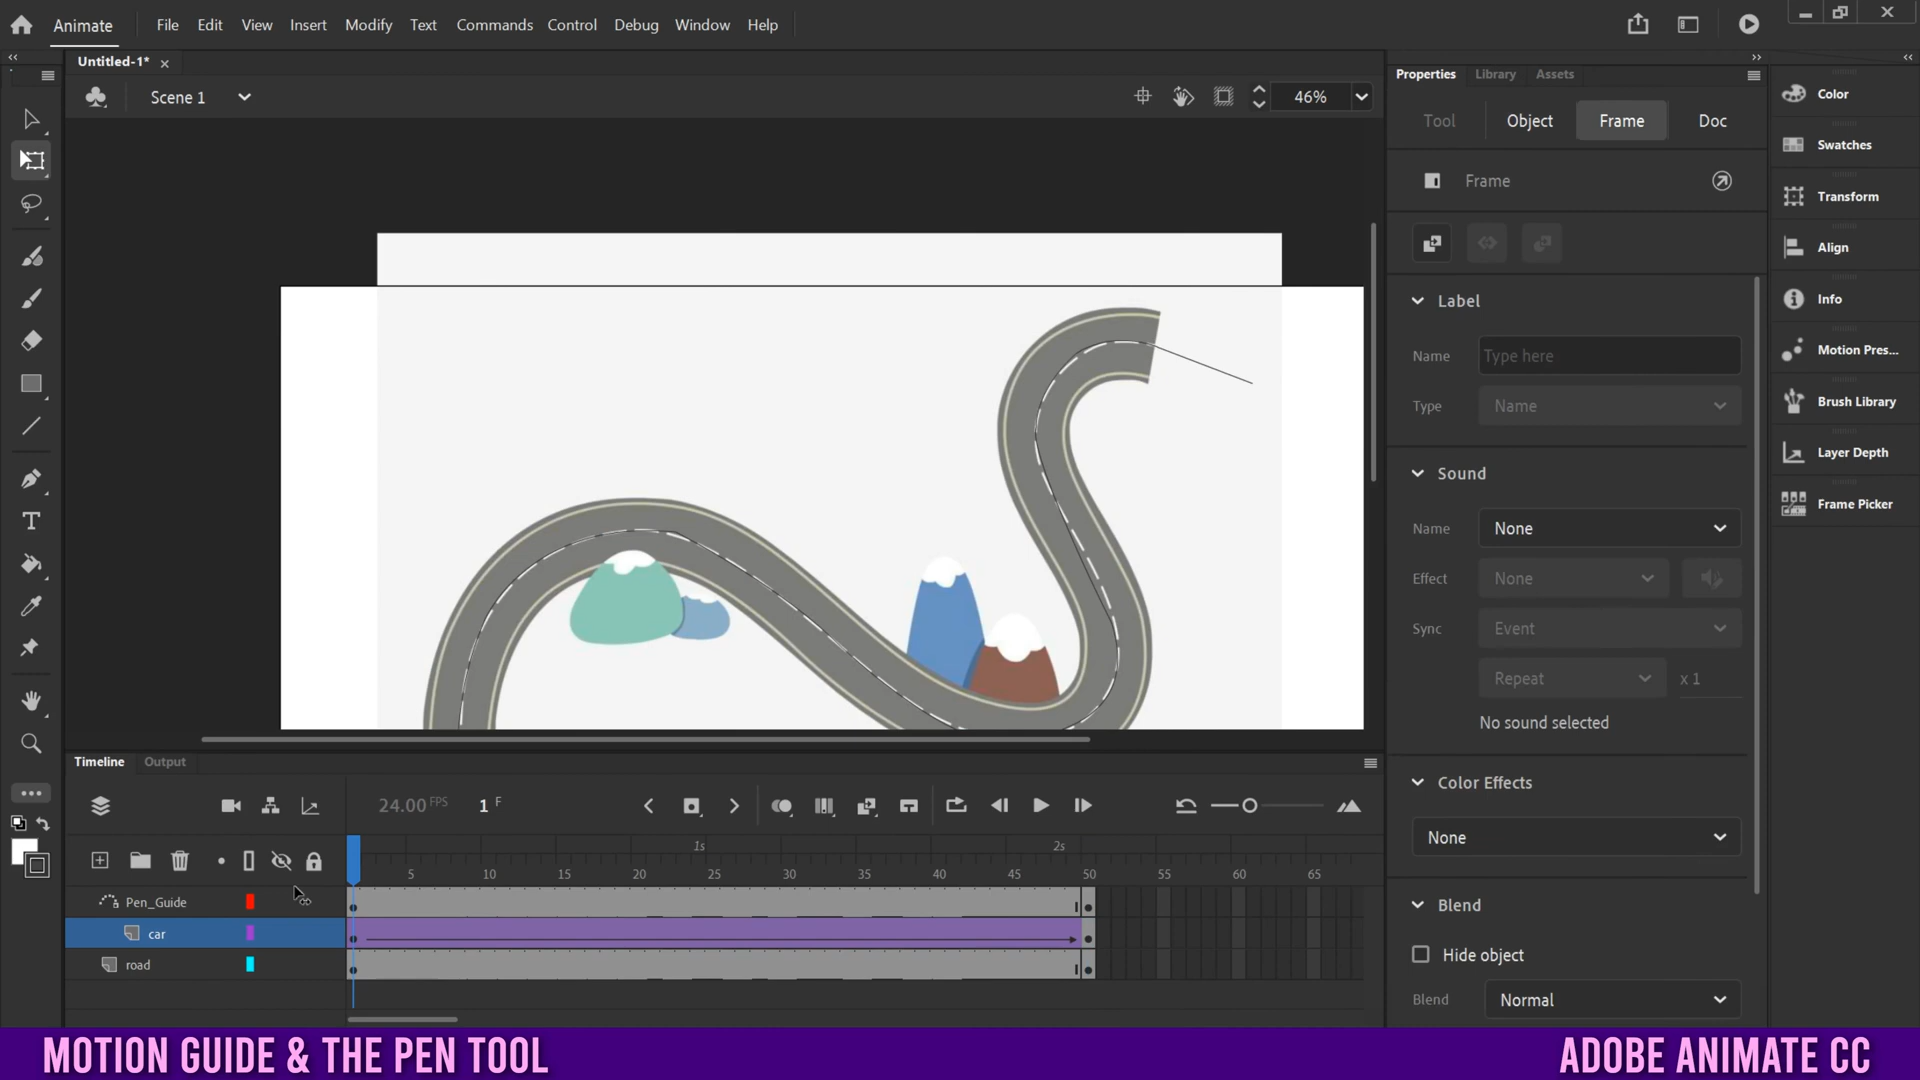 Animate
File
Edit
View
Insert
Modify
Text
Commands
Control
Debug
Window
Help
Untitled-1*
Scene 1
46%
Properties
Library
Assets
Tool
Object
Frame
Doc
Frame
Label
Name
Type here
Type
Name
Sound
Name
None
Effect
None
Sync
Event
Repeat
x 1
No sound selected
Color Effects
None
Blend
Hide object
Blend
Normal
Color
Swatches
Transform
Align
Info
Motion Pres...
Brush Library
Layer Depth
Frame Picker
Timeline
Output
24.00 FPS
1 F
1s
2s
5
10
15
20
25
30
35
40
45
50
55
60
65
Pen_Guide
car
road
MOTION GUIDE & THE PEN TOOL
ADOBE ANIMATE CC